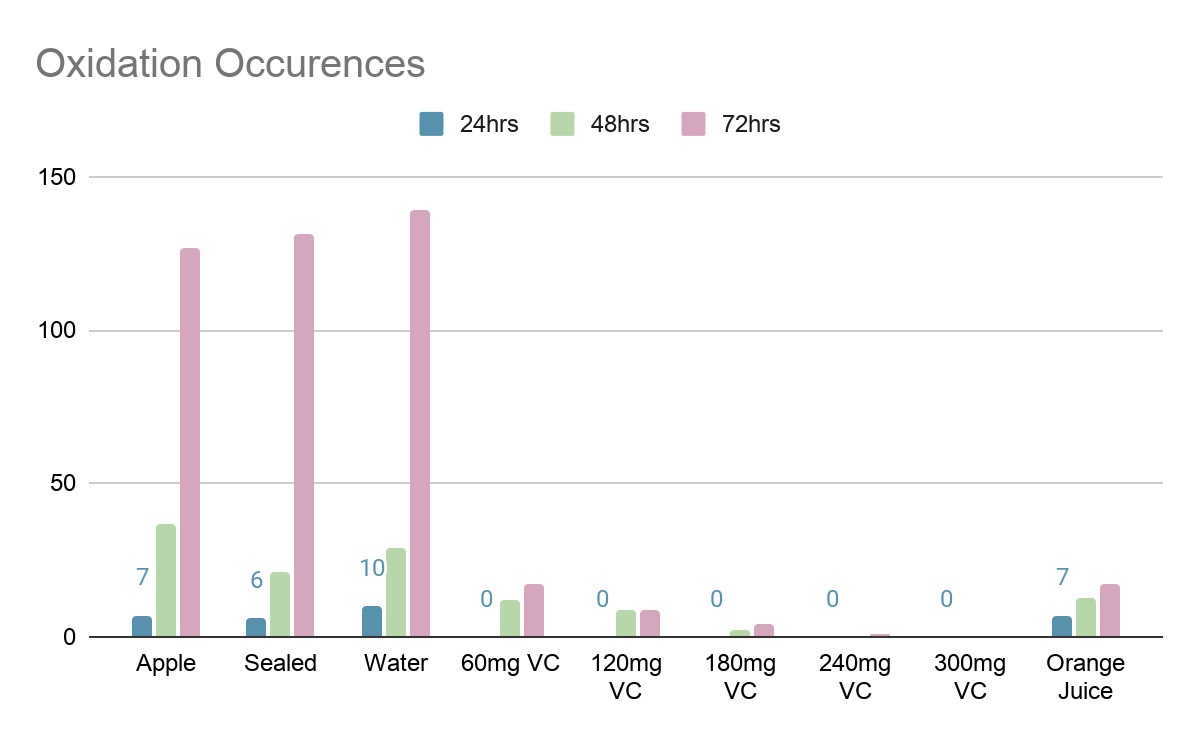 Oxidation Occurences
24hrs 48hrs 72hrs
150
100
50
0
7 6 10 0 0 0 0 0 7
Apple Sealed Water 60mg VC 120mg VC 180mg VC 240mg VC 300mg VC Orange Juice